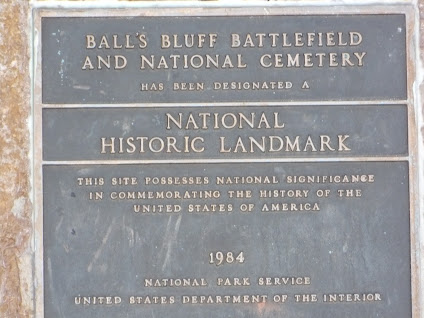 BALL'S BLUFF BATTLEFIELD
AND NATIONAL CEMETERY
HAS BEEN DESIGNATED A
NATIONAL
HISTORIC LANDMARK
THIS SITE POSSESSES NATIONAL SIGNIFICANCE
IN COMMEMORATING THE HISTORY OF THE
UNITED STATES OF AMERICA
1984
NATIONAL PARK SERVICE
UNITED STATES DEPARTMENT OF THE INTERIOR